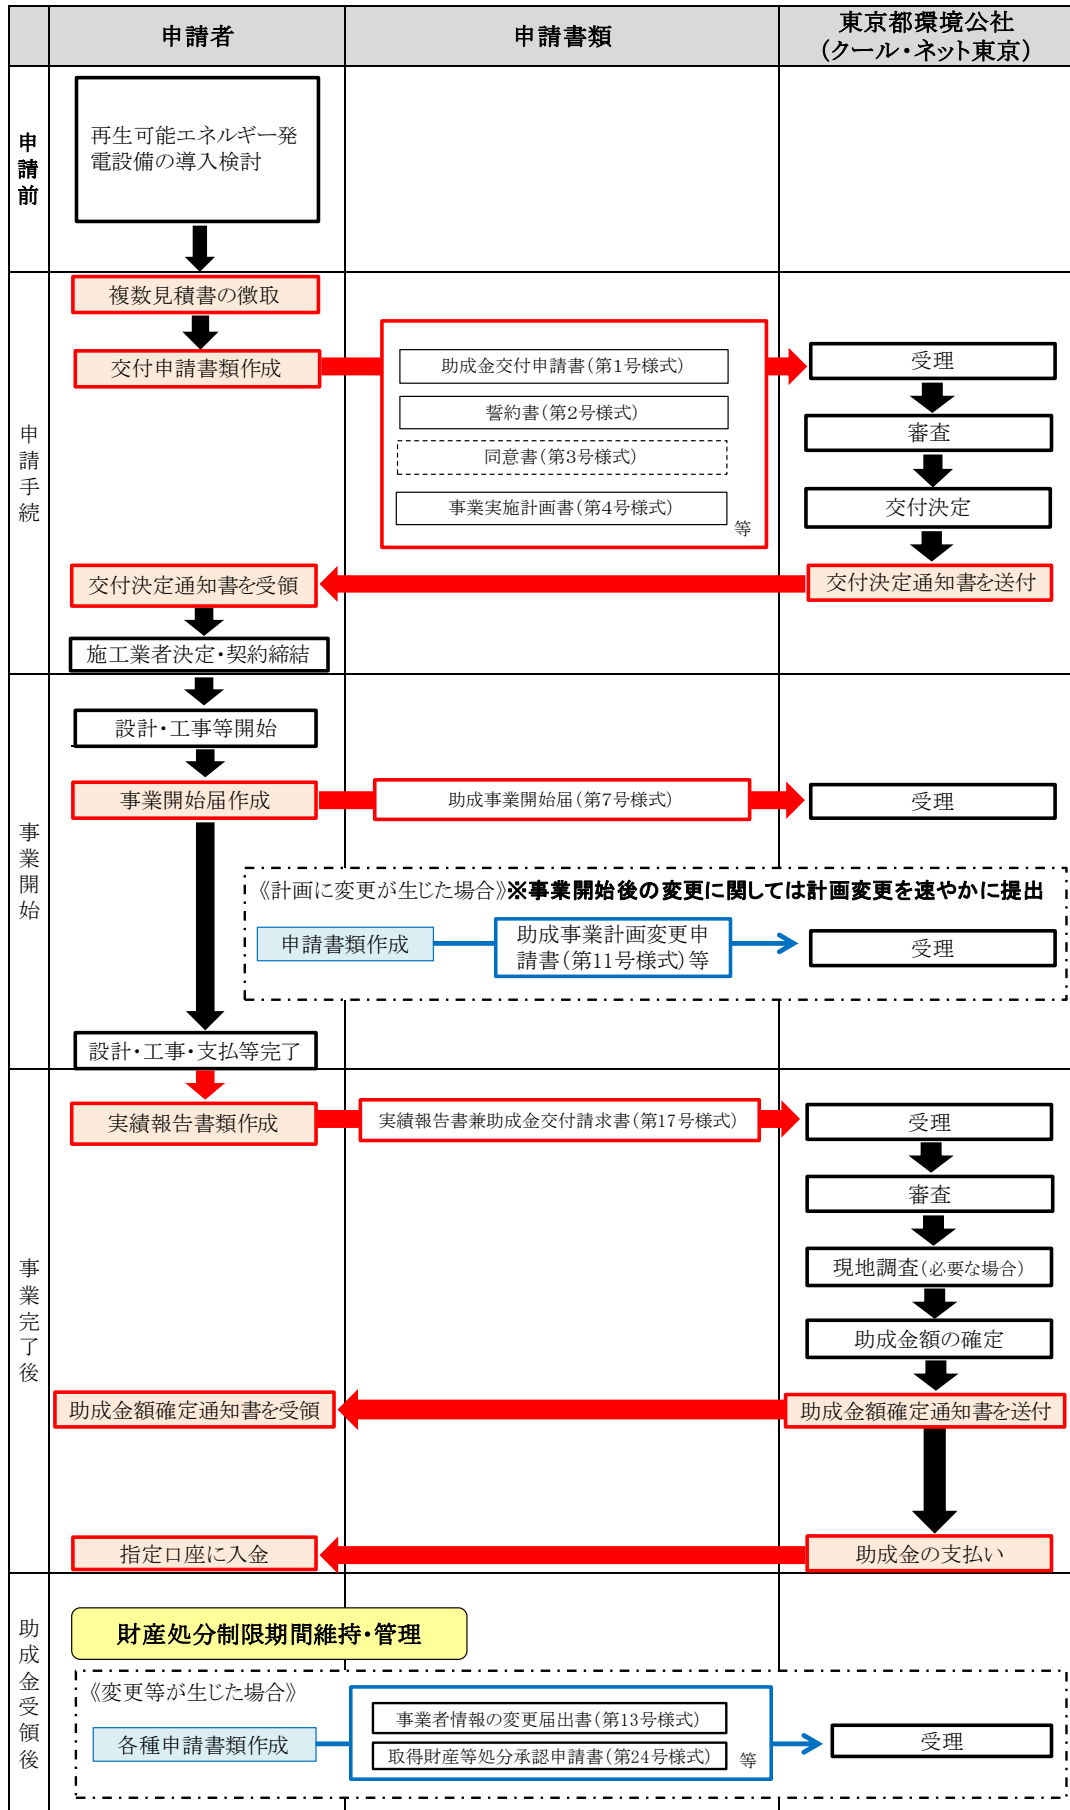 申請者
申請書類
東京都環境公社
(クール・ネット東京)
申請前
再生可能エネルギー発
電設備の導入検討
申請手続
複数見積書の徴取
交付申請書類作成
助成金交付申請書(第1号様式)
誓約書(第2号様式)
同意書(第3号様式)
事業実施計画書(第4号様式)
等
受理
審査
交付決定
交付決定通知書を送付
交付決定通知書を受領
施工業者決定・契約締結
事業開始
設計・工事等開始
事業開始届作成
助成事業開始届(第7号様式)
受理
《計画に変更が生じた場合》※事業開始後の変更に関しては計画変更を速やかに提出
申請書類作成
助成事業計画変更申
請書(第11号様式)等
受理
設計・工事・支払等完了
事業完了後
実績報告書類作成
実績報告書兼助成金交付請求書(第17号様式)
受理
審査
現地調査(必要な場合)
助成金額の確定
助成金額確定通知書を送付
助成金額確定通知書を受領
助成金の支払い
指定口座に入金
助成金受領後
財産処分制限期間維持・管理
《変更等が生じた場合》
各種申請書類作成
事業者情報の変更届出書(第13号様式)
取得財産等処分承認申請書(第24号様式)
等
受理